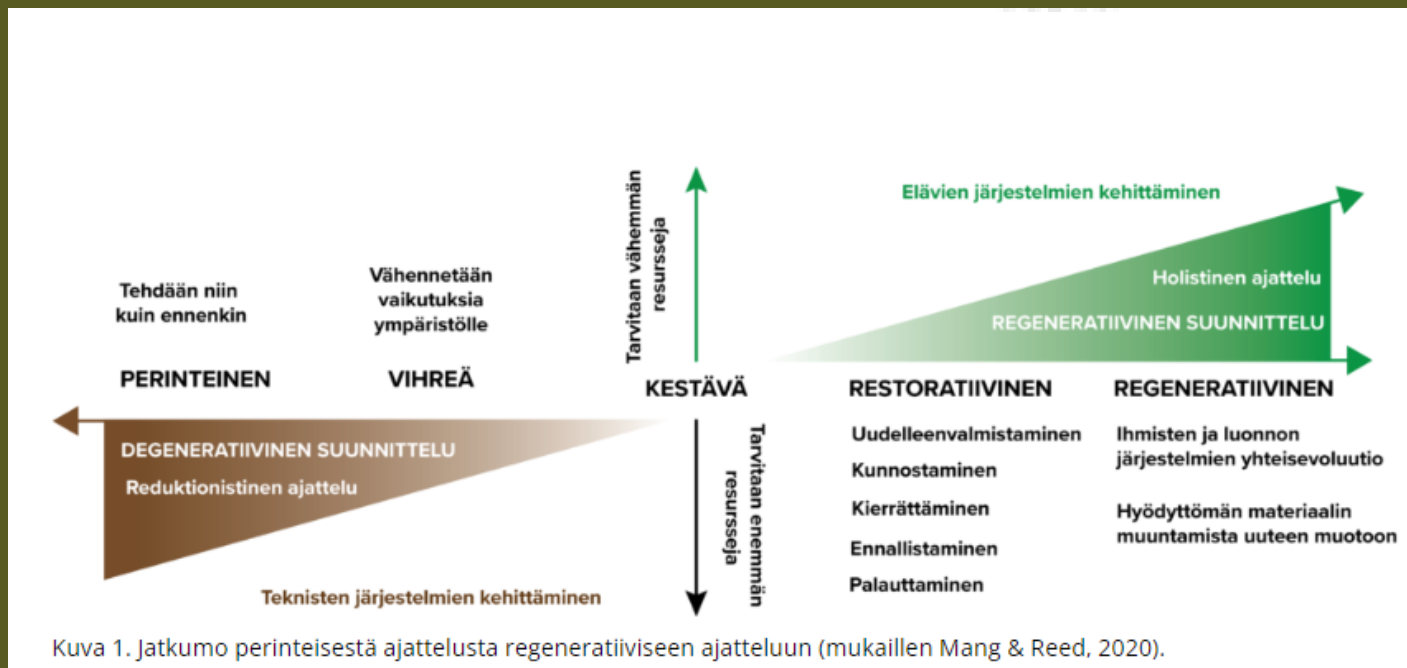 Tehdään niin
kuin ennenkin
PERINTEINEN
Vähennetään
vaikutuksia
ympäristölle
VIHREÄ
DEGENERATIIVINEN SUUNNITTELU
Reduktionistinen ajattelu
Teknisten järjestelmien kehittäminen
Tarvitaan vähemmän
resursseja
KESTÄVÄ
Tarvitaan enemmän
resursseja
Elävien järjestelmien kehittäminen
Holistinen ajattelu
REGENERATIIVINEN SUUNNITTELU
RESTORATIIVINEN
Uudelleenvalmistaminen
Kunnostaminen
Kierrättäminen
Ennallistaminen
Palauttaminen
REGENERATIIVINEN
Ihmisten ja luonnon
järjestelmien yhteisevoluutio
Hyödyttömän materiaalin
muuntamista uuteen muotoon
Kuva 1. Jatkumo perinteisestä ajattelusta regeneratiiviseen ajatteluun (mukaillen Mang & Reed, 2020).